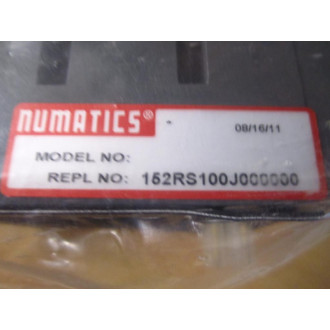 numatics®
08/16/11
MODEL NO:
REPL NO: 152RS100J000000